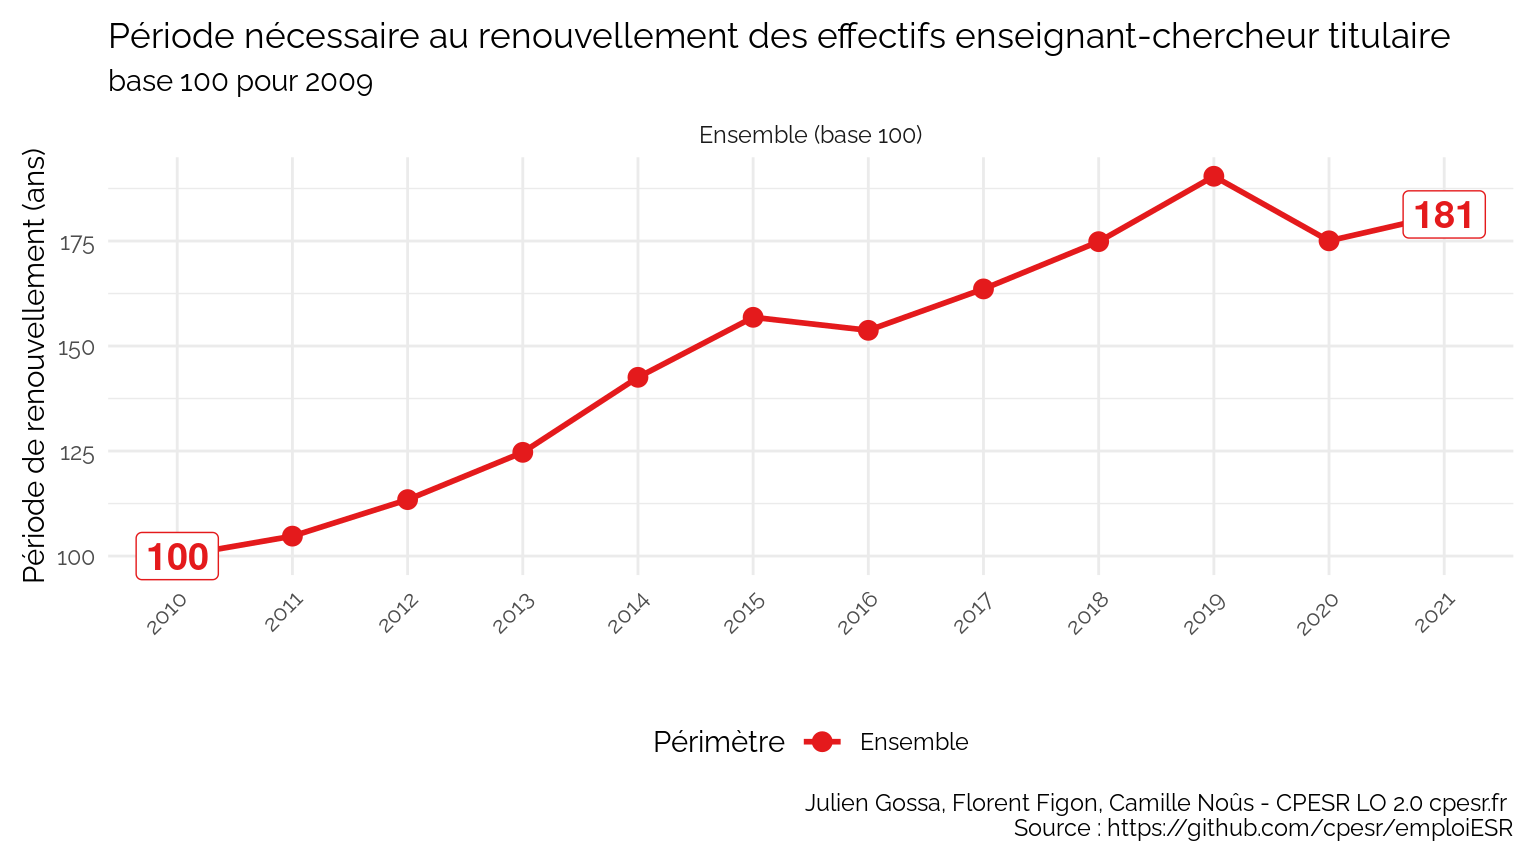 Période nécessaire au renouvellement des effectifs enseignant-chercheur titulaire
base 100 pour 2009
Ensemble (base 100)
Période de renouvellement (ans)
175
150
125
100
100
181
2010
2011
2012
2013
2014
2015
2016
2017
2018
2019
2020
2021
Périmètre
Ensemble
Julien Gossa, Florent Figon, Camille Noûs - CPESR LO 2.0 cpesr.fr
Source : https://github.com/cpesr/emploiESR